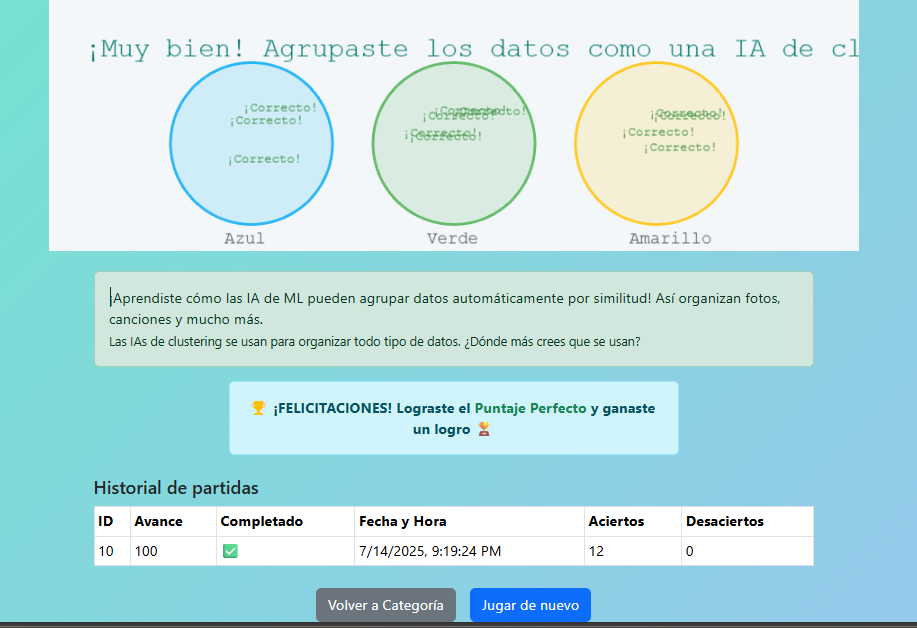 ¡Muy bien! Agrupaste los datos como una IA de cl
¡Correcto!
¡Correcto!
¡Correcto!
¡Correcto!
¡Correcto!
¡Correcto!
¡Correcto!
¡Correcto!
¡Correcto!
¡Correcto!
¡Correcto!
¡Correcto!
Azul Verde Amarillo
¡Aprendiste cómo las IA de ML pueden agrupar datos automáticamente por similitud! Así organizan fotos,
canciones y mucho más.
Las IAs de clustering se usan para organizar todo tipo de datos. ¿Dónde más crees que se usan?
🏆 ¡FELICITACIONES! Lograste el Puntaje Perfecto y ganaste
un logro
Historial de partidas
ID Avance Completado Fecha y Hora Aciertos Desaciertos
10 100 ✅ 7/14/2025, 9:19:24 PM 12 0
Volver a Categoría Jugar de nuevo